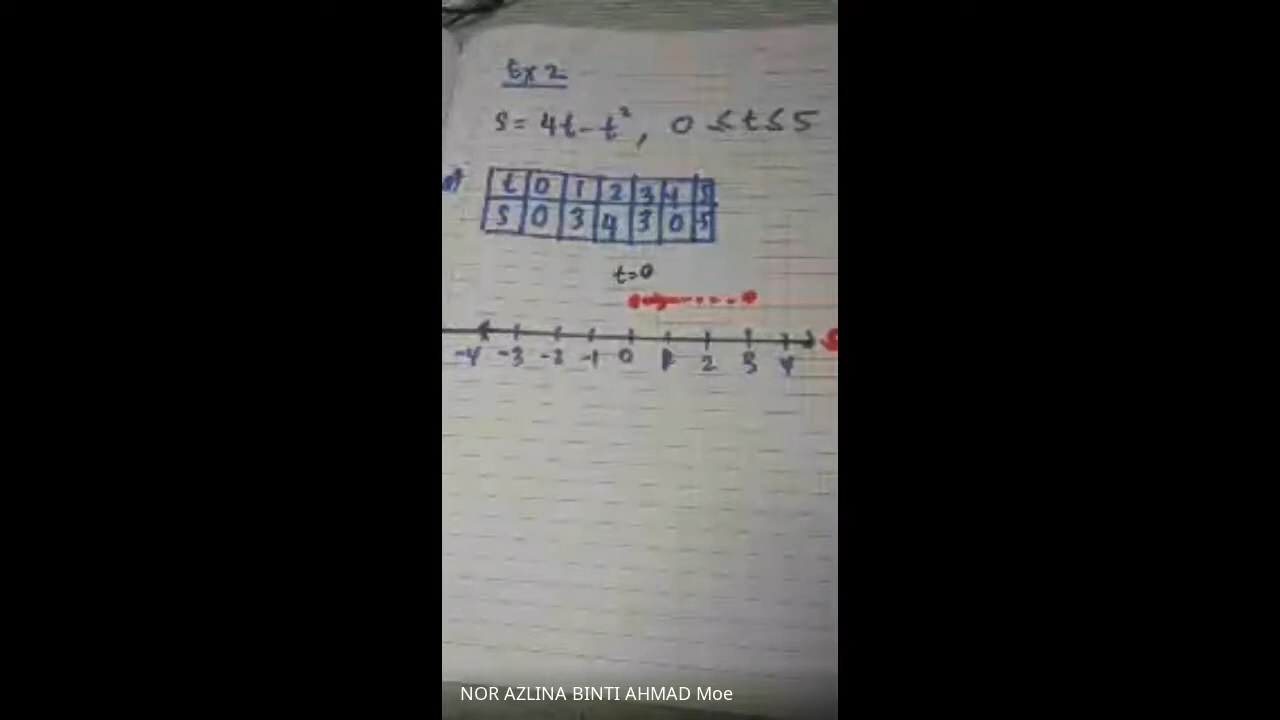 Ex 2
S = 4t - t², 0 ≤ t ≤ 5
t 0 1 2 3 4 5
S 0 3 4 3 0 5
t=0
-4 -3 -2 -1 0 1 2 3 4 S
NOR AZLINA BINTI AHMAD Moe